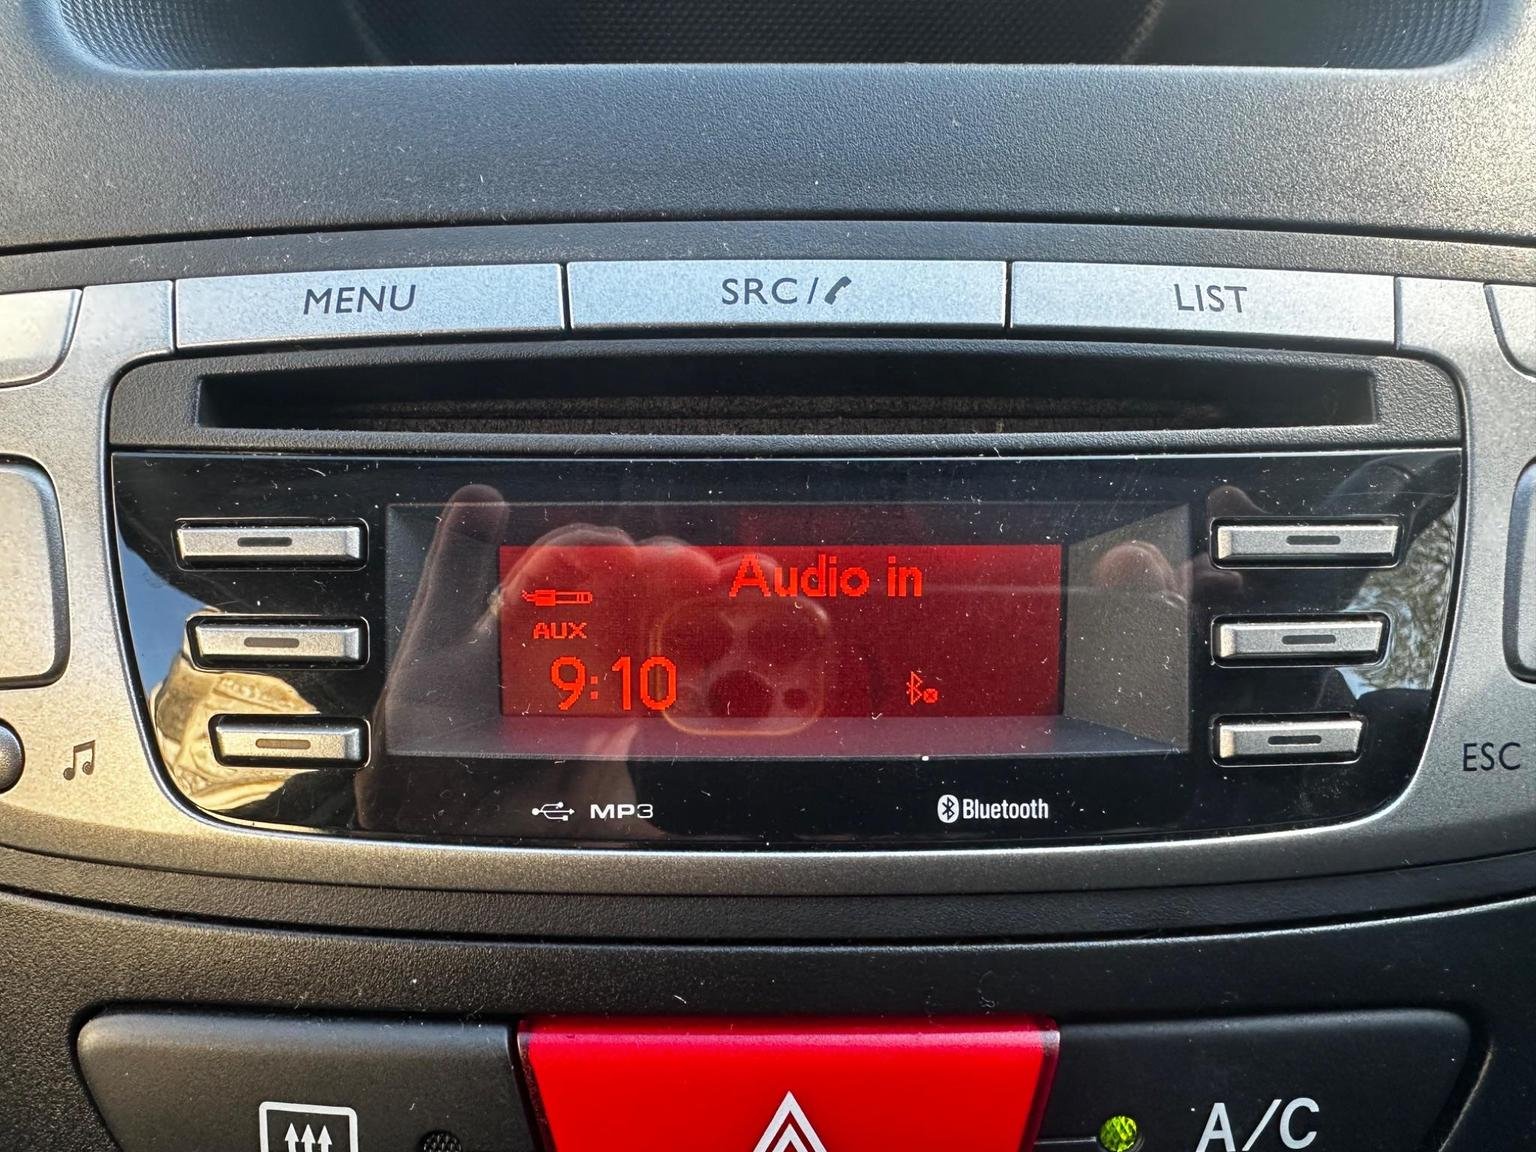 MENU
SRC/
LIST
Audio in
AUX
9:10
ESC
MP3
Bluetooth
A/C